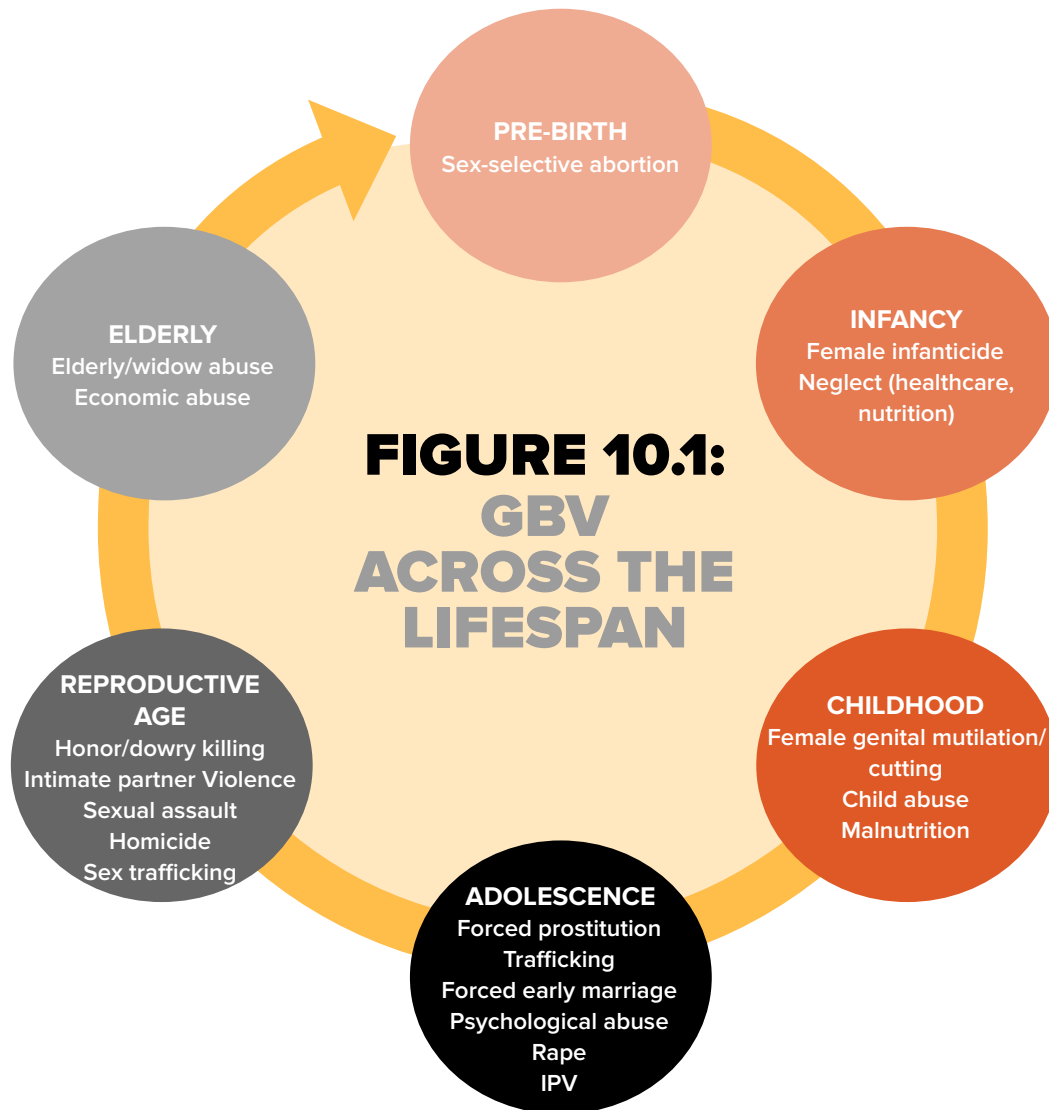 PRE-BIRTH
Sex-selective abortion
INFANCY
Female infanticide
Neglect (healthcare,
nutrition)
CHILDHOOD
Female genital mutilation/
cutting
Child abuse
Malnutrition
ADOLESCENCE
Forced prostitution
Trafficking
Forced early marriage
Psychological abuse
Rape
IPV
REPRODUCTIVE
AGE
Honor/dowry killing
Intimate partner Violence
Sexual assault
Homicide
Sex trafficking
ELDERLY
Elderly/widow abuse
Economic abuse
FIGURE 10.1:
GBV
ACROSS THE
LIFESPAN